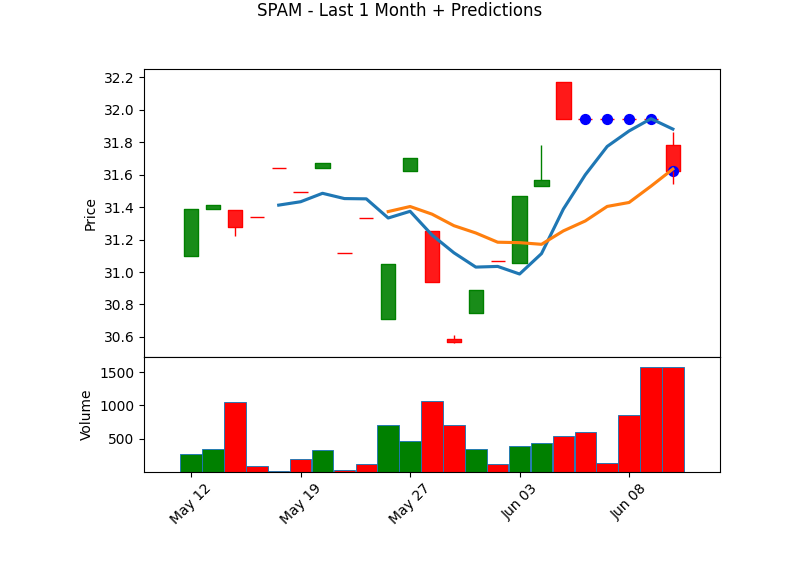 SPAM - Last 1 Month + Predictions
32.2
32.0
31.8
31.6
31.4
31.2
31.0
30.8
30.6
Price
1500
1000
500
Volume
May 12
May 19
May 27
Jun 03
Jun 08